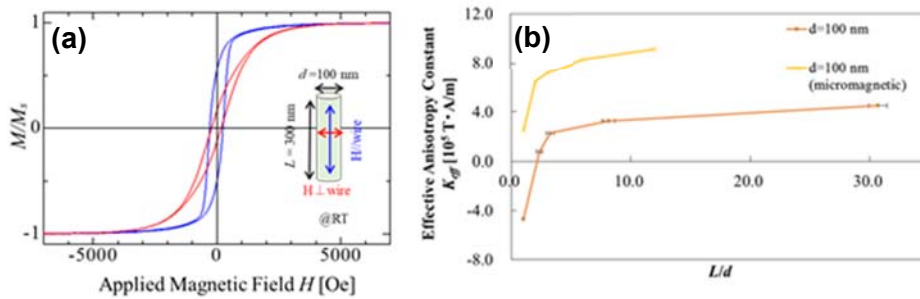 (a)
M/Ms
1
0
-1
d =100 nm
L = 300 nm
H//wire
H ⊥ wire
@RT
-5000 0 5000
Applied Magnetic Field H [Oe]
(b)
Effective Anisotropy Constant
Keff [10⁵ T· A/m]
12.0
8.0
4.0
0.0
-4.0
-8.0
0.0 10.0 20.0 30.0
L/d
d=100 nm
d=100 nm
(micromagnetic)